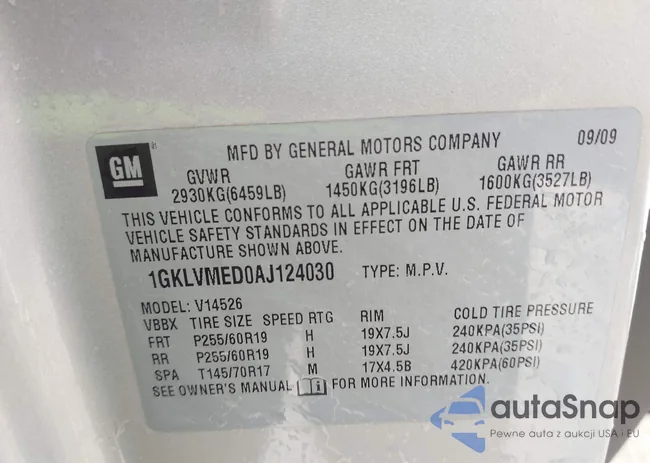 GM
MFD BY GENERAL MOTORS COMPANY 09/09
GVWR GAWR FRT GAWR RR
2930KG(6459LB) 1450KG(3196LB) 1600KG(3527LB)
THIS VEHICLE CONFORMS TO ALL APPLICABLE U.S. FEDERAL MOTOR
VEHICLE SAFETY STANDARDS IN EFFECT ON THE DATE OF
MANUFACTURE SHOWN ABOVE.
1GKLVMED0AJ124030 TYPE: M.P.V.
MODEL: V14526
VBBX TIRE SIZE SPEED RTG RIM COLD TIRE PRESSURE
FRT P255/60R19 H 19X7.5J 240KPA(35PSI)
RR P255/60R19 H 19X7.5J 240KPA(35PSI)
SPA T145/70R17 M 17X4.5B 420KPA(60PSI)
SEE OWNER'S MANUAL FOR MORE INFORMATION.
autaSnap
Pewne auta z aukcji USA i EU